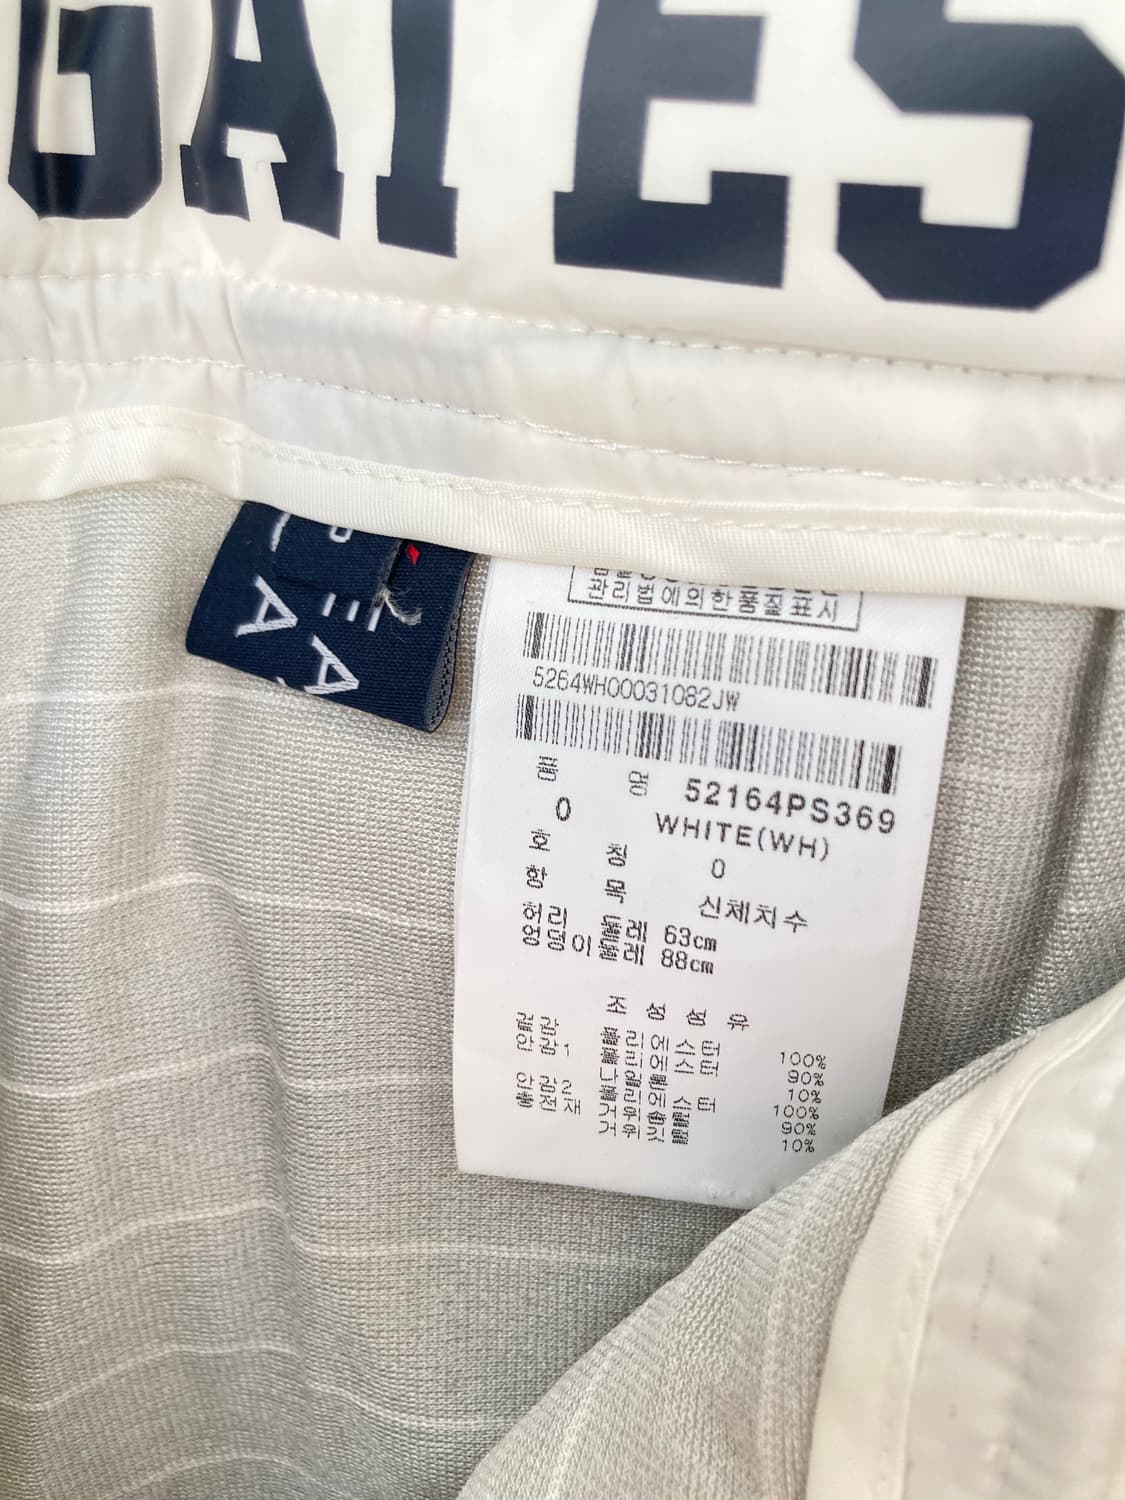 GATES
관리법에의한품질표시
5264WH00031082JW
품 명 52164PS369
0 WHITE(WH)
호 칭 0
항 목 신체치수
허리 둘레 63cm
엉덩이둘레 88cm
조 성 섬 유
겉감 폴리에스터 100%
안감1 폴리에스터 90%
나일론 10%
안감2 폴리에스터 100%
충전재 거위솜털 90%
거위깃털 10%